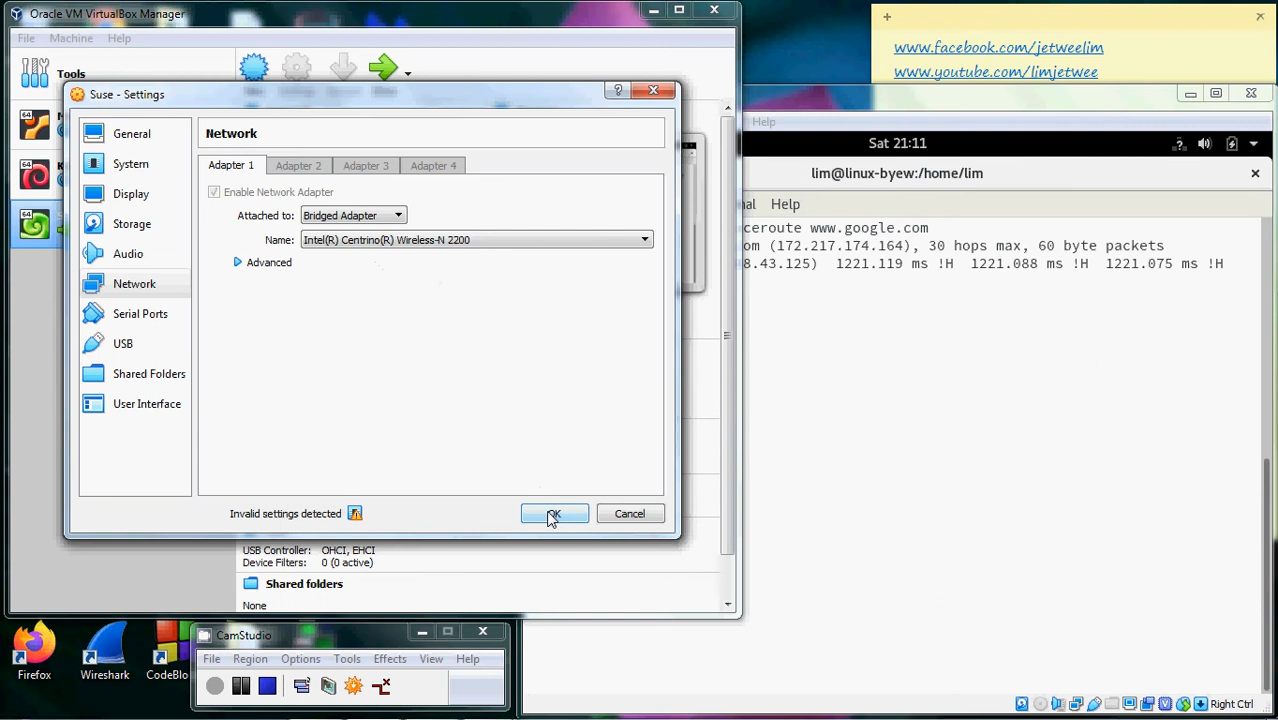 Oracle VM VirtualBox Manager
File Machine Help
Tools
Suse - Settings
General
System
Display
Storage
Audio
Network
Serial Ports
USB
Shared Folders
User Interface
Network
Adapter 1 Adapter 2 Adapter 3 Adapter 4
Enable Network Adapter
Attached to: Bridged Adapter
Name: Intel(R) Centrino(R) Wireless-N 2200
Advanced
Invalid settings detected
OK Cancel
USB Controller: OHCI, EHCI
Device Filters: 0 (0 active)
Shared folders
None
www.facebook.com/jetweelim
www.youtube.com/limjetwee
Help
Sat 21:11
lim@linux-byew:/home/lim
nal Help
ceroute www.google.com
om (172.217.174.164), 30 hops max, 60 byte packets
8.43.125) 1221.119 ms !H 1221.088 ms !H 1221.075 ms !H
Right Ctrl
Firefox
Wireshark
CodeBlo
CamStudio
File Region Options Tools Effects View Help